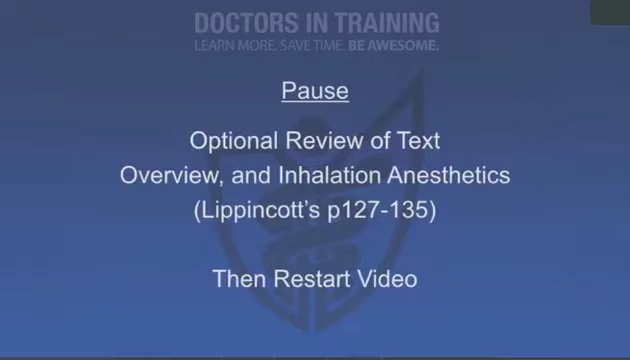 DOCTORS IN TRAINING
LEARN MORE. SAVE TIME. BE AWESOME.
Pause
Optional Review of Text
Overview, and Inhalation Anesthetics
(Lippincott’s p127-135)
Then Restart Video